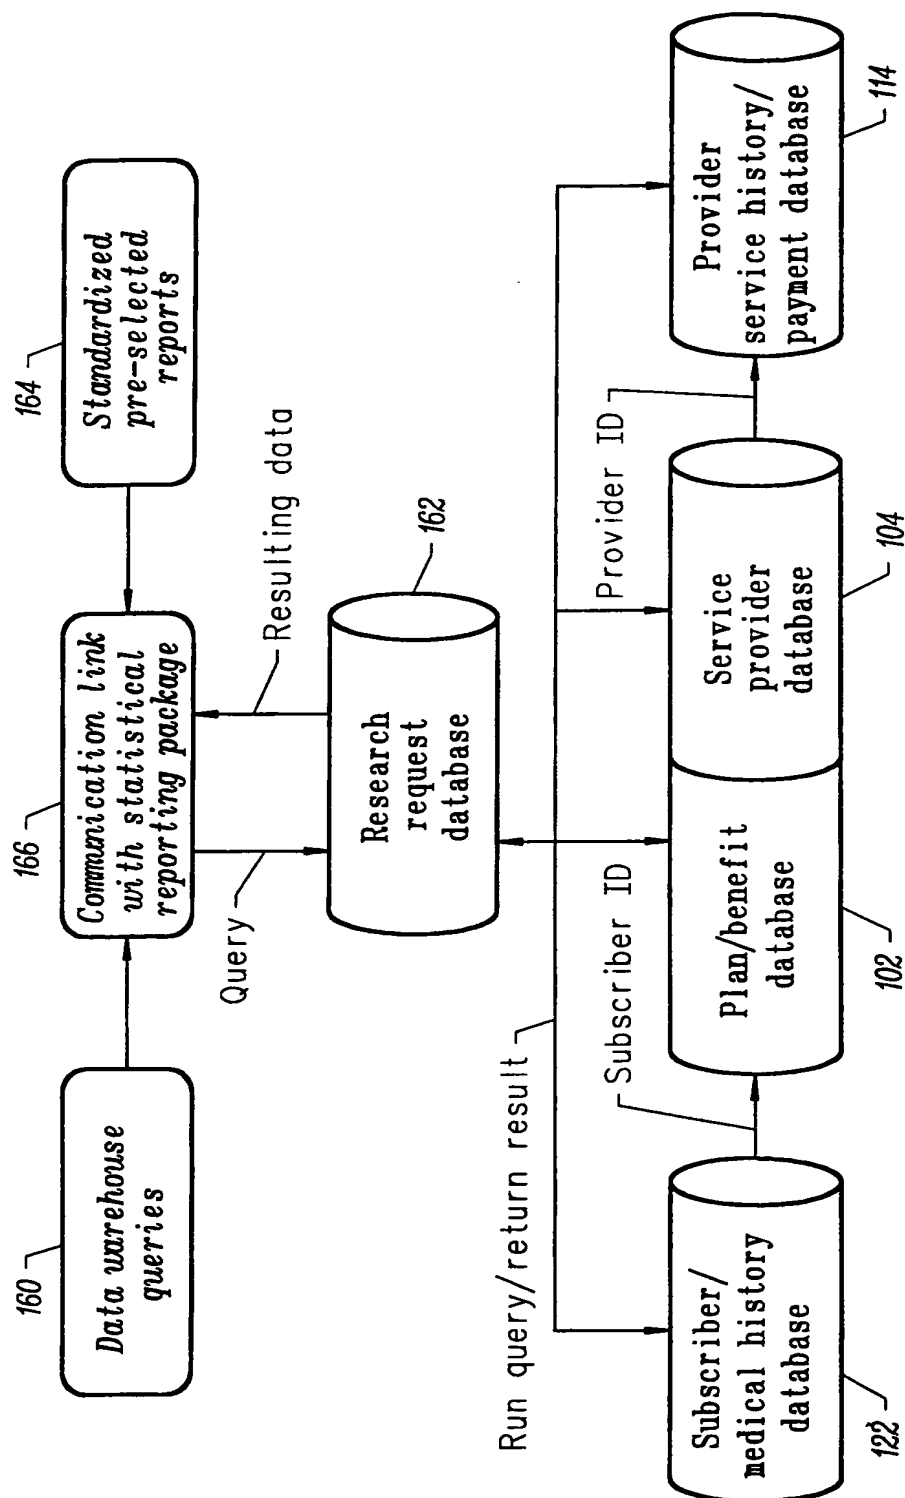 160
Data warehouse
queries
166
Communication link
with statistical
reporting package
164
Standardized
pre-selected
reports
Query
Resulting data
162
Research
request
database
Run query/return result
Subscriber ID
Provider ID
Subscriber/
medical history
database
122
Plan/benefit
database
102
Service
provider
database
104
Provider
service history/
payment database
114